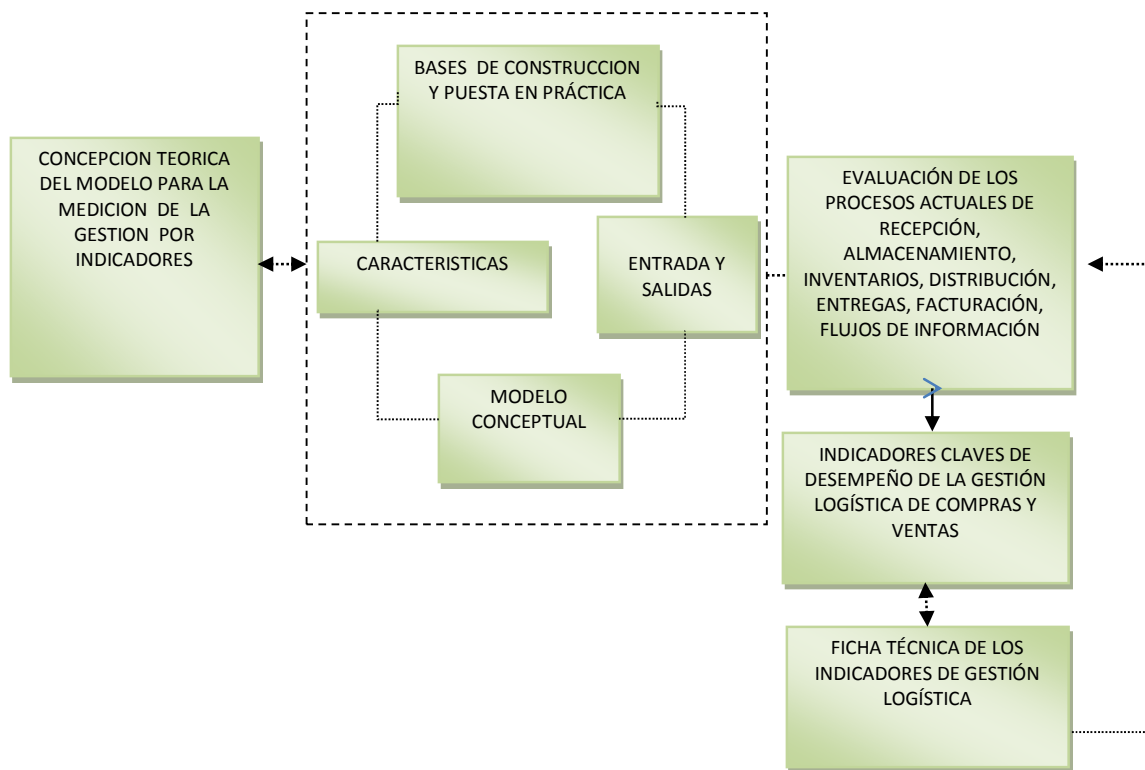 CONCEPCION TEORICA
DEL MODELO PARA LA
MEDICION DE LA
GESTION POR
INDICADORES
BASES DE CONSTRUCCION
Y PUESTA EN PRÁCTICA
CARACTERISTICAS
ENTRADA Y
SALIDAS
MODELO
CONCEPTUAL
EVALUACIÓN DE LOS
PROCESOS ACTUALES DE
RECEPCIÓN,
ALMACENAMIENTO,
INVENTARIOS, DISTRIBUCIÓN,
ENTREGAS, FACTURACIÓN,
FLUJOS DE INFORMACIÓN
INDICADORES CLAVES DE
DESEMPEÑO DE LA GESTIÓN
LOGÍSTICA DE COMPRAS Y
VENTAS
FICHA TÉCNICA DE LOS
INDICADORES DE GESTIÓN
LOGÍSTICA